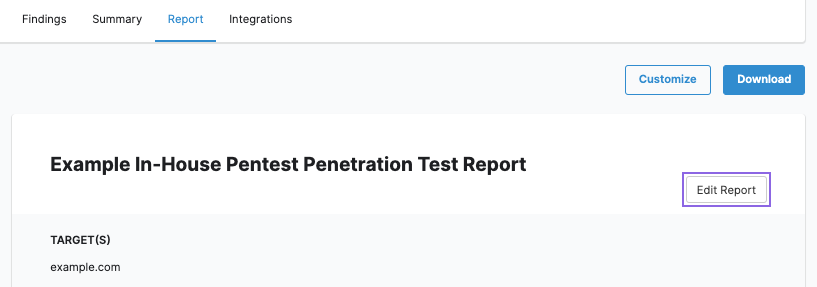 Findings Summary Report Integrations
Customize Download
Example In-House Pentest Penetration Test Report
Edit Report
TARGET(S)
example.com